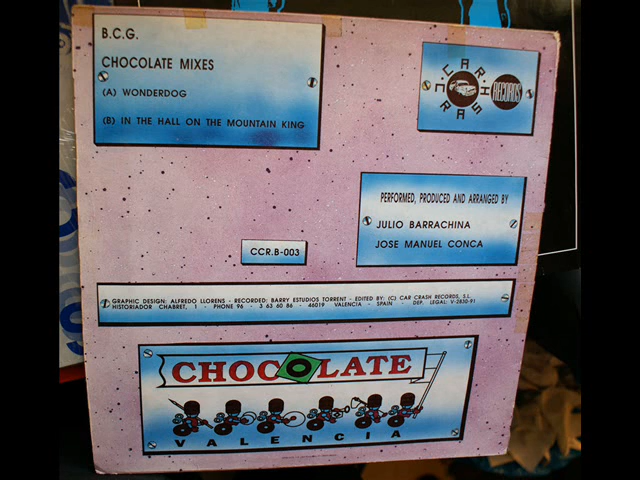 B.C.G.
CHOCOLATE MIXES
(A) WONDERDOG
(B) IN THE HALL ON THE MOUNTAIN KING
CAR CRASH
RECORDS
PERFORMED, PRODUCED AND ARRANGED BY
JULIO BARRACHINA
JOSE MANUEL CONCA
CCR.B-003
GRAPHIC DESIGN: ALFREDO LLORENS - RECORDED: BARRY ESTUDIOS TORRENT - EDITED BY: (C) CAR CRASH RECORDS, S.L.
HISTORIADOR CHABRET, 1 - PHONE 96 - 3 63 60 86 - 46019 VALENCIA - SPAIN - DEP. LEGAL: V-2830-91
CHOCOLATE
VALENCIA